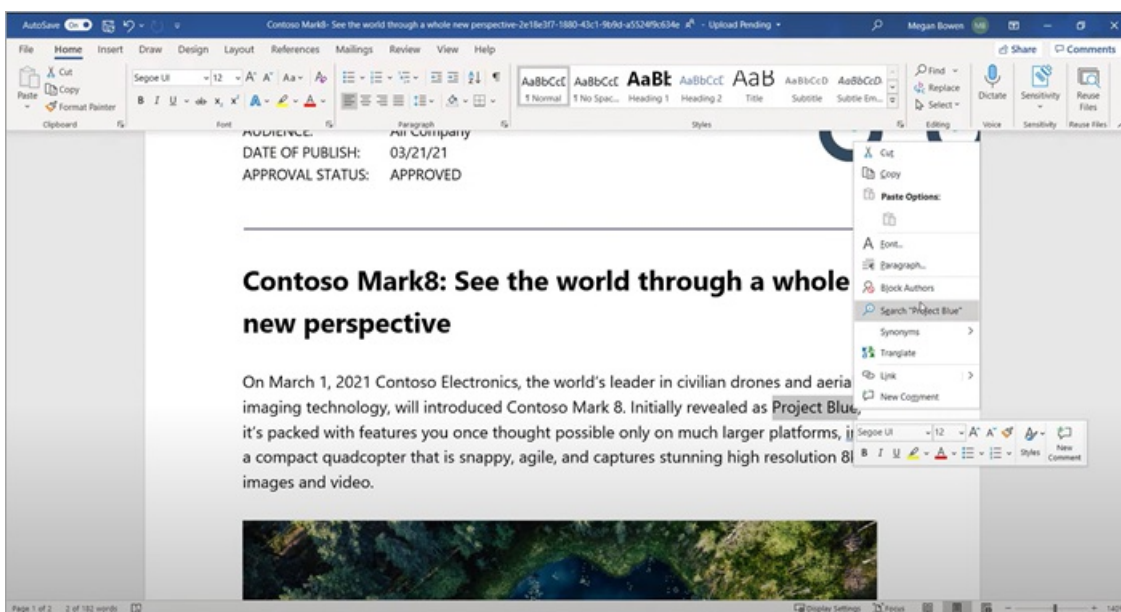 AutoSave On
Contoso Mark8- See the world through a whole new perspective-2e18e3f7-1880-43c1-9b9d-a5524f9c634e - Upload Pending
Megan Bowen MB
File Home Insert Draw Design Layout References Mailings Review View Help
Share Comments
Paste
Cut
Copy
Format Painter
Clipboard
Segoe UI 12
Font
Paragraph
AaBbCcC AaBbCcC AaBb AaBbCcC AaB AaBbCcD AaBbCcD
¶ Normal ¶ No Spac... Heading 1 Heading 2 Title Subtitle Subtle Em...
Styles
Find
Replace
Select
Editing
Dictate
Voice
Sensitivity
Sensitivity
Reuse Files
Reuse Files
AUDIENCE: All Company
DATE OF PUBLISH: 03/21/21
APPROVAL STATUS: APPROVED
Contoso Mark8: See the world through a whole
new perspective
On March 1, 2021 Contoso Electronics, the world's leader in civilian drones and aeria
imaging technology, will introduced Contoso Mark 8. Initially revealed as Project Blue,
it's packed with features you once thought possible only on much larger platforms, i
a compact quadcopter that is snappy, agile, and captures stunning high resolution 8
images and video.
Cut
Copy
Paste Options:
Font...
Paragraph...
Block Authors
Search "Project Blue"
Synonyms
Translate
Link
New Comment
Segoe UI 12
B I U
Styles
New Comment
Page 1 of 2 2 of 182 words
Display Settings Focus
140%